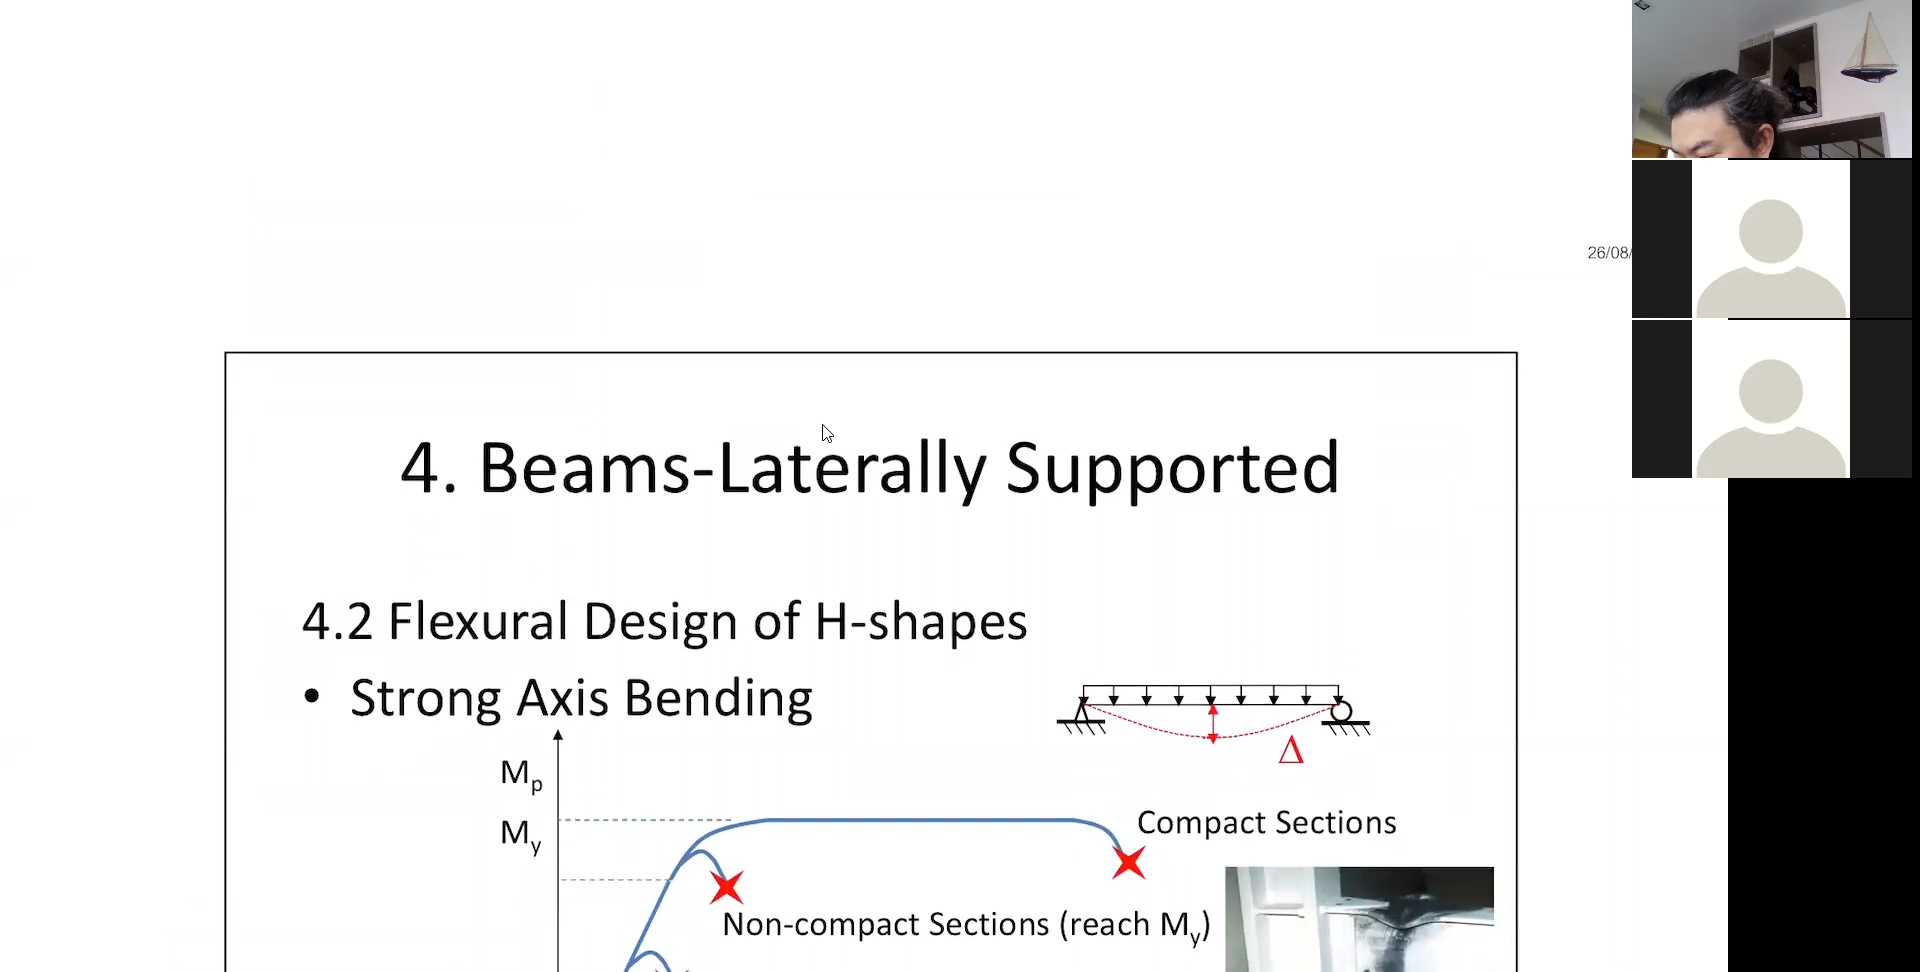 26/08/
4. Beams-Laterally Supported
4.2 Flexural Design of H-shapes
• Strong Axis Bending
Δ
Mp
My
Compact Sections
Non-compact Sections (reach My)